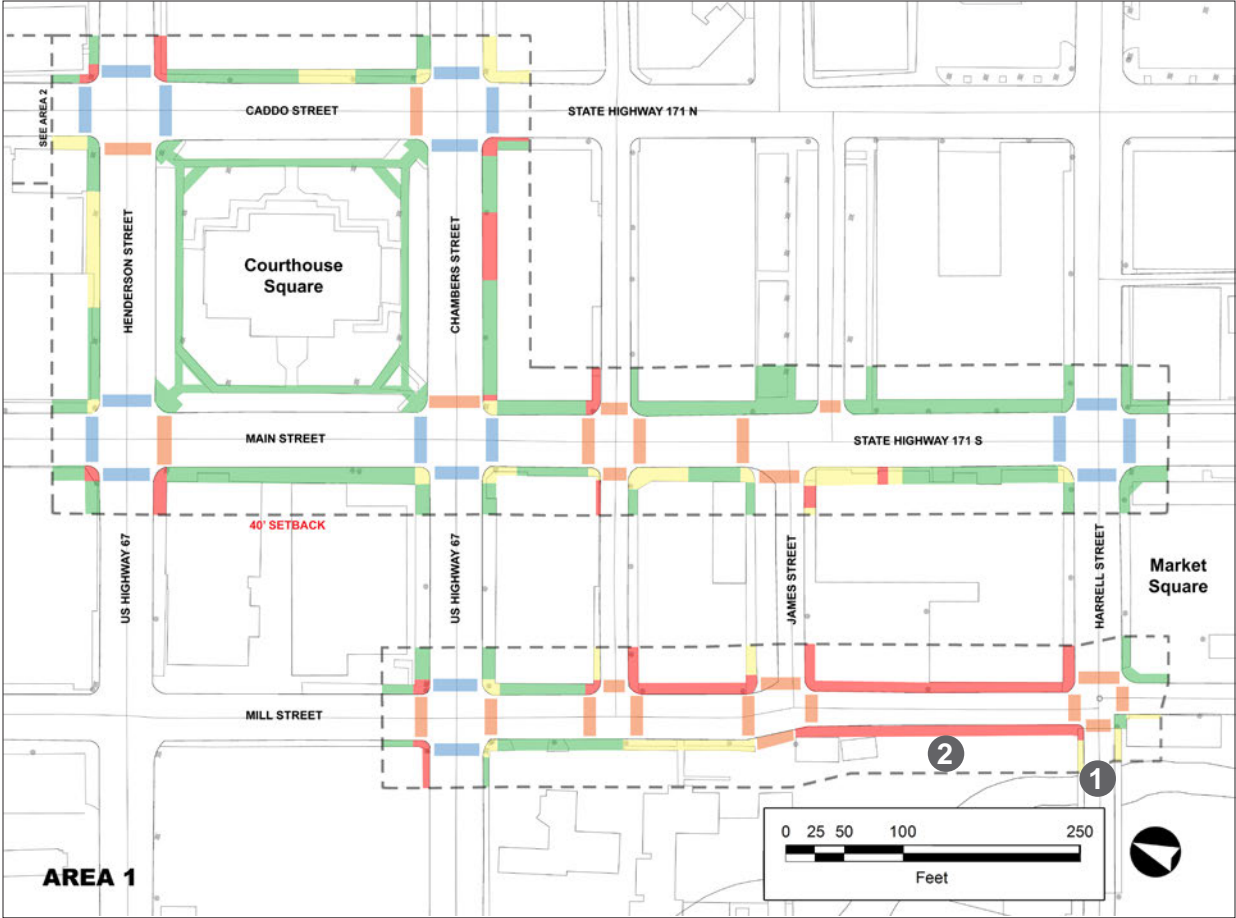 SEE AREA 2
CADDO STREET
STATE HIGHWAY 171 N
HENDERSON STREET
Courthouse
Square
CHAMBERS STREET
MAIN STREET
STATE HIGHWAY 171 S
40' SETBACK
US HIGHWAY 67
US HIGHWAY 67
JAMES STREET
HARRELL STREET
Market
Square
MILL STREET
2
1
0 25 50 100 250
Feet
AREA 1